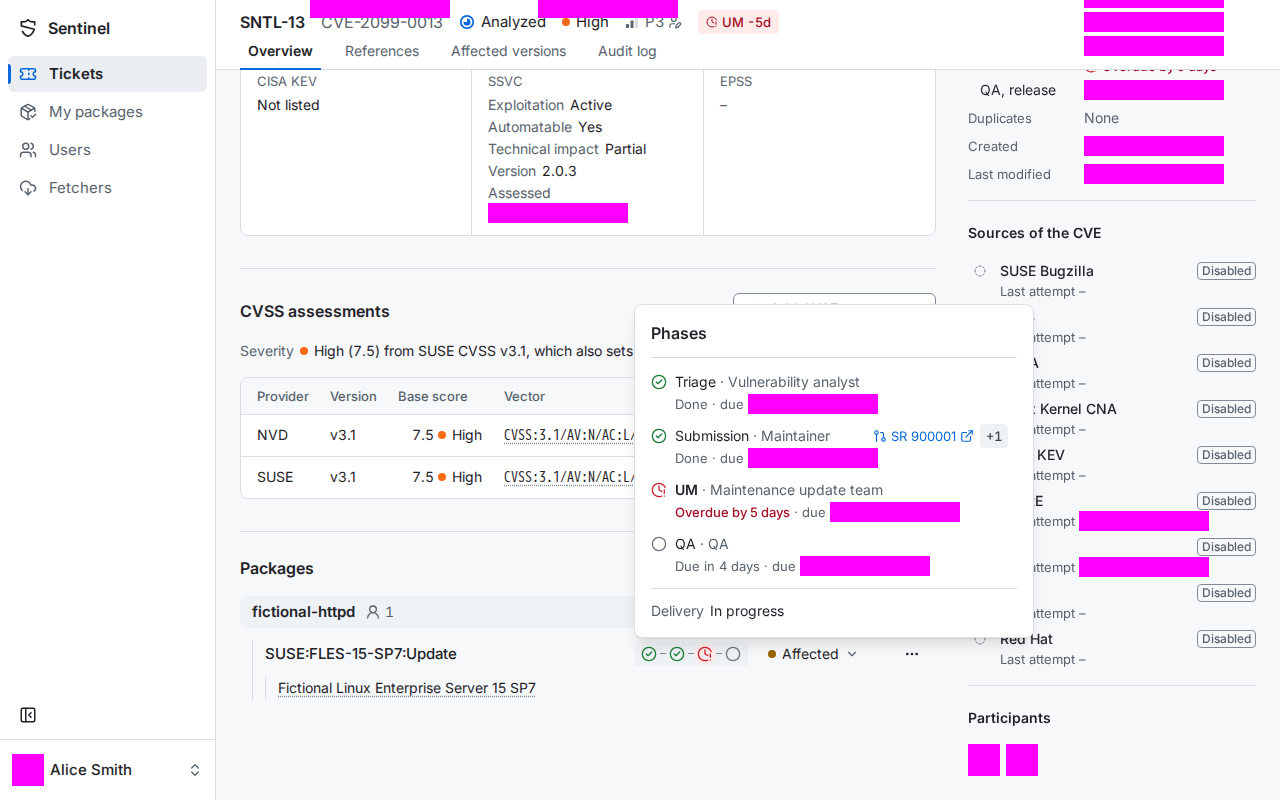 Sentinel
Tickets
My packages
Users
Fetchers
Alice Smith
SNTL-13 CVE-2099-0013 Analyzed High P3 UM -5d
Overview References Affected versions Audit log
CISA KEV
Not listed
SSVC
Exploitation Active
Automatable Yes
Technical impact Partial
Version 2.0.3
Assessed
EPSS
–
CVSS assessments
Severity High (7.5) from SUSE CVSS v3.1, which also sets
Provider Version Base score Vector
NVD v3.1 7.5 High CVSS:3.1/AV:N/AC:L/
SUSE v3.1 7.5 High CVSS:3.1/AV:N/AC:L/
Packages
fictional-httpd 1
SUSE:FLES-15-SP7:Update
Affected
Fictional Linux Enterprise Server 15 SP7
Phases
Triage · Vulnerability analyst
Done · due
Submission · Maintainer SR 900001 +1
Done · due
UM · Maintenance update team
Overdue by 5 days · due
QA · QA
Due in 4 days · due
Delivery In progress
QA, release
Duplicates None
Created
Last modified
Sources of the CVE
SUSE Bugzilla Disabled
Last attempt –
Disabled
attempt –
Disabled
attempt –
Kernel CNA Disabled
attempt –
KEV Disabled
attempt –
Disabled
attempt
Disabled
attempt
Disabled
attempt –
Red Hat Disabled
Last attempt –
Participants